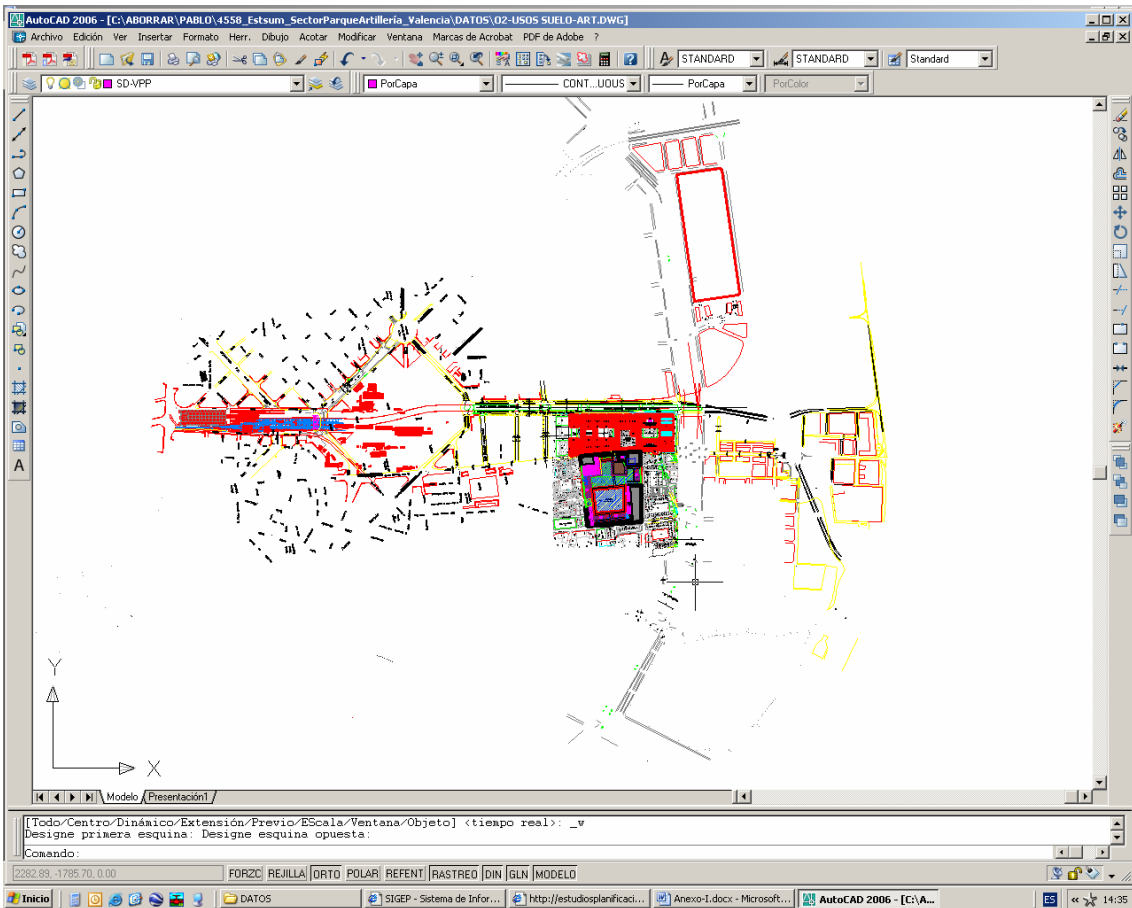 AutoCAD 2006 - [C:\ABORRAR\PABLO\4558_Estsum_SectorParqueArtillería_Valencia\DATOS\02-USOS SUELO-ART.DWG]
Archivo Edición Ver Insertar Formato Herr. Dibujo Acotar Modificar Ventana Marcas de Acrobat PDF de Adobe ?
STANDARD STANDARD Standard
SD-VPP PorCapa CONT...UOUS PorCapa PorColor
Y
X
Modelo Presentación1
[Todo/Centro/Dinámico/Extensión/Previo/EScala/Ventana/Objeto] <tiempo real>: _w
Designe primera esquina: Designe esquina opuesta:
Comando:
2282.89, -1785.70, 0.00 FORZC REJILLA ORTO POLAR REFENT RASTREO DIN GLN MODELO
Inicio DATOS SIGEP - Sistema de Infor... http://estudiosplanificaci... Anexo-I.docx - Microsoft... AutoCAD 2006 - [C:\A... ES 14:35